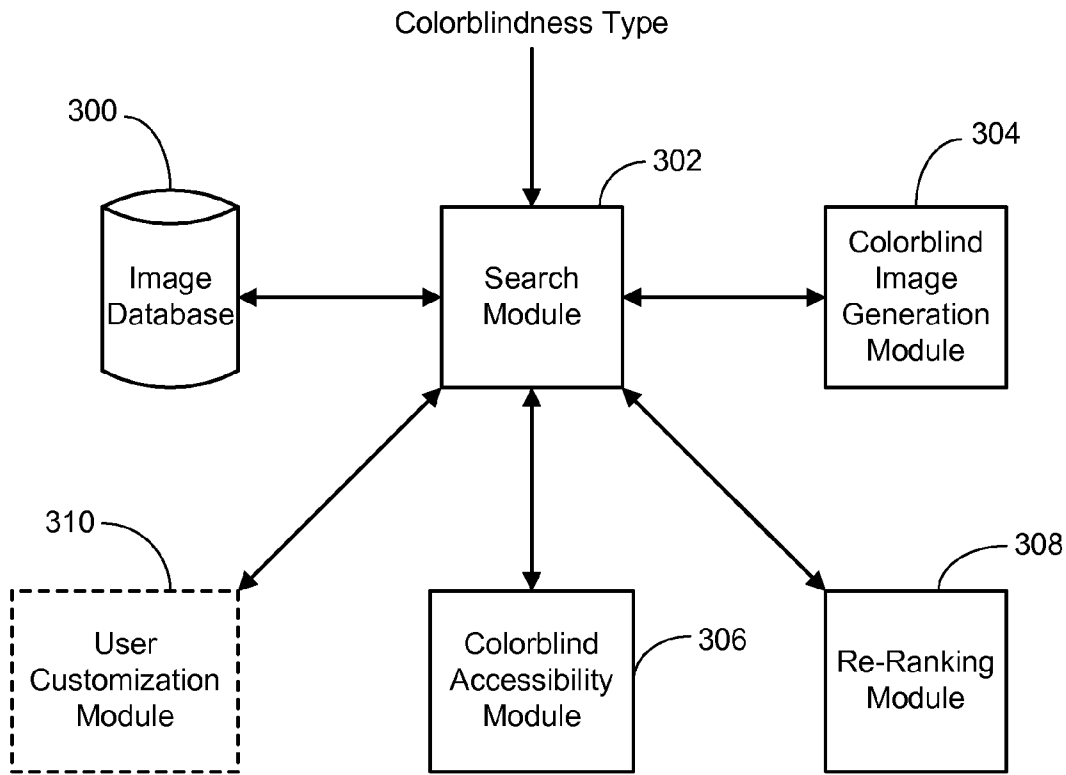 Colorblindness Type
300
302
304
Image
Database
Search
Module
Colorblind
Image
Generation
Module
310
306
308
User
Customization
Module
Colorblind
Accessibility
Module
Re-Ranking
Module